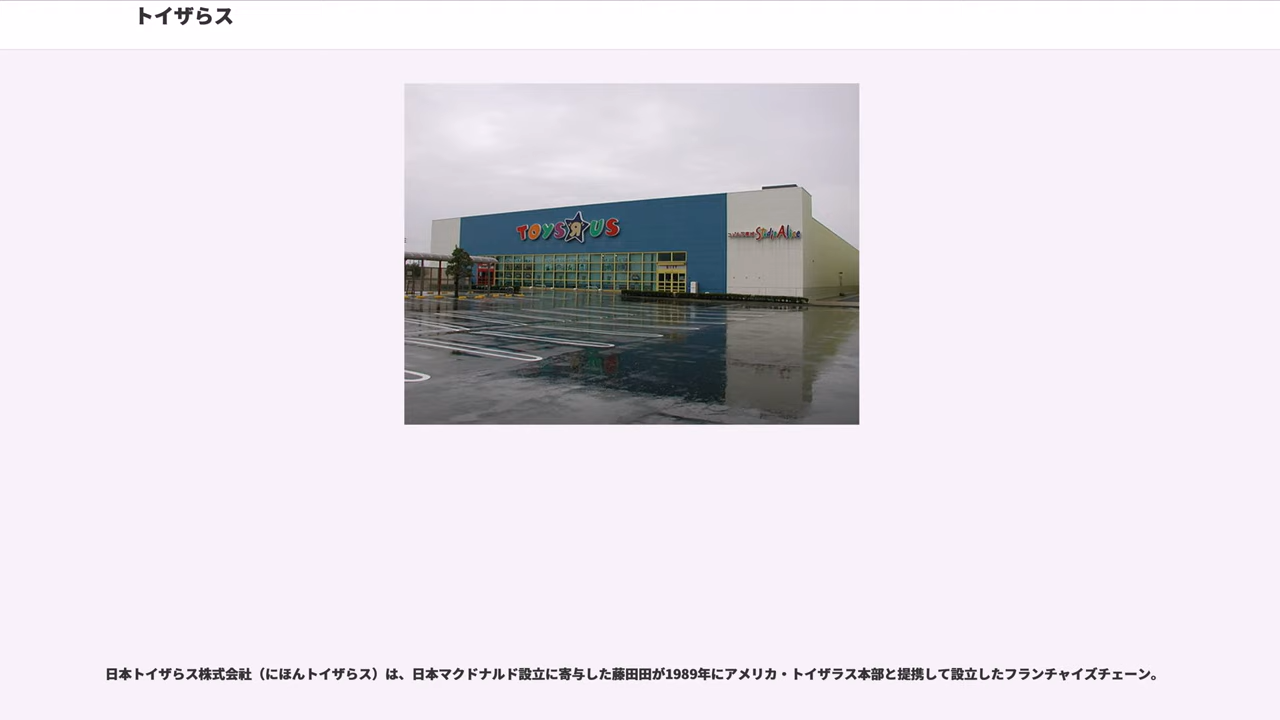 トイザらス
TOYS R US
Studio Alice
日本トイザらス株式会社（にほんトイザらス）は、日本マクドナルド設立に寄与した藤田田が1989年にアメリカ・トイザラス本部と提携して設立したフランチャイズチェーン。